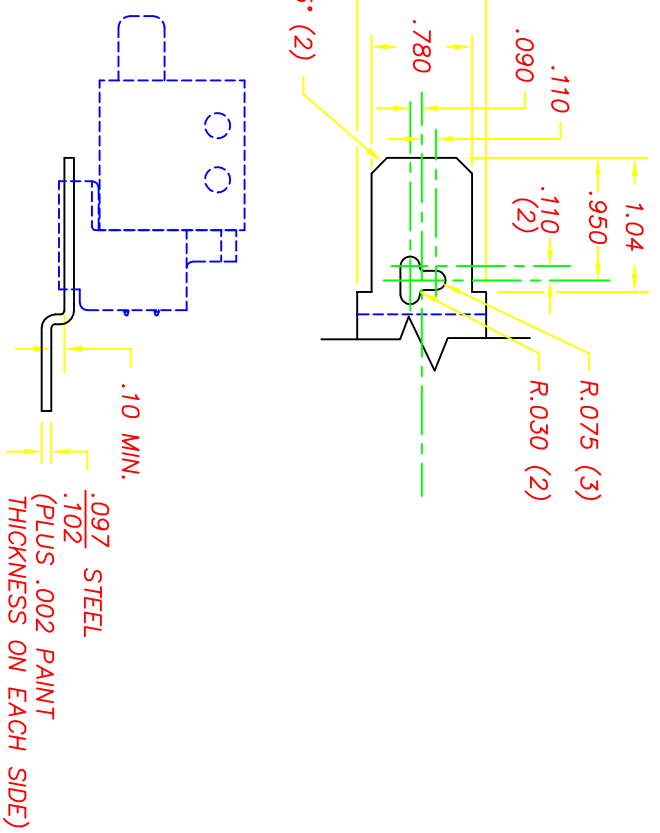 .780
.090
.110
1.04
.950
.110
(2)
(2)
R.075 (3)
R.030 (2)
.10 MIN.
.097 STEEL
.102
(PLUS .002 PAINT
THICKNESS ON EACH SIDE)